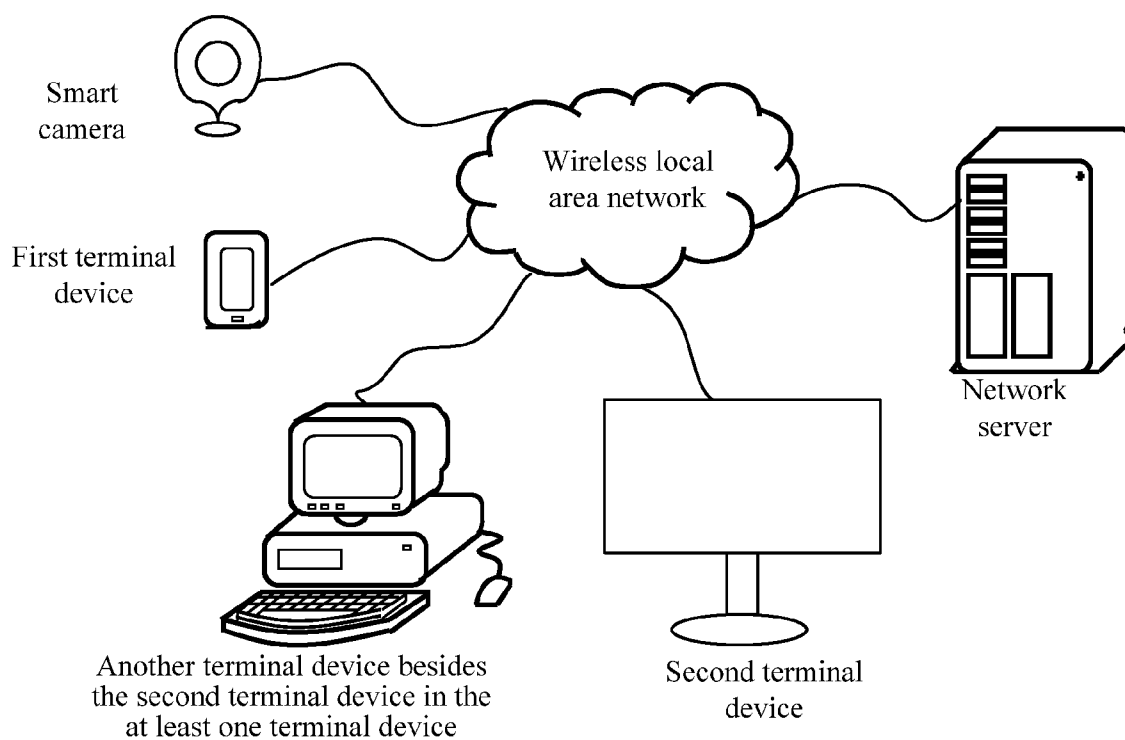 Smart
camera
Wireless local
area network
First terminal
device
Network
server
Another terminal device besides
the second terminal device in the
at least one terminal device
Second terminal
device